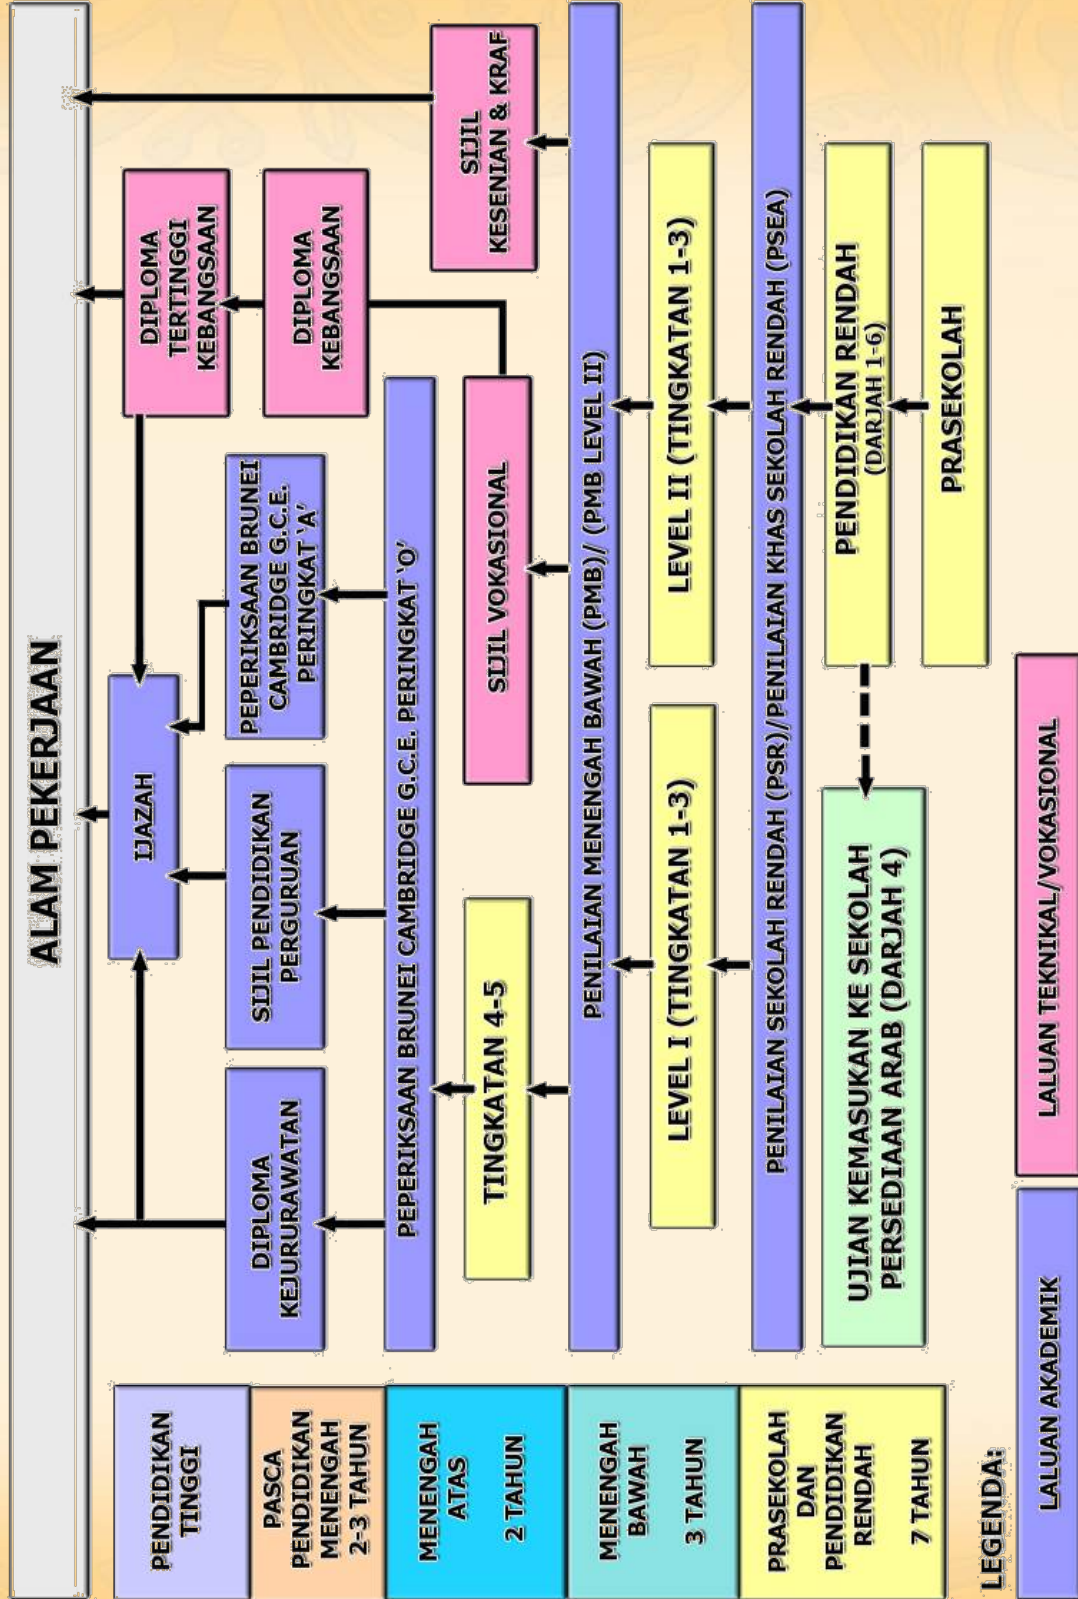 ALAM PEKERJAAN
PENDIDIKAN
TINGGI
PASCA
PENDIDIKAN
MENENGAH
2-3 TAHUN
MENENGAH
ATAS
2 TAHUN
MENENGAH
BAWAH
3 TAHUN
PRASEKOLAH
DAN
PENDIDIKAN
RENDAH
7 TAHUN
IJAZAH
DIPLOMA
TERTINGGI
KEBANGSAAN
DIPLOMA
KEJURURAWATAN
SIJIL PENDIDIKAN
PERGURUAN
PEPERIKSAAN BRUNEI
CAMBRIDGE G.C.E.
PERINGKAT 'A'
DIPLOMA
KEBANGSAAN
PEPERIKSAAN BRUNEI CAMBRIDGE G.C.E. PERINGKAT 'O'
TINGKATAN 4-5
SIJIL VOKASIONAL
SIJIL
KESENIAN & KRAF
PENILAIAN MENENGAH BAWAH (PMB)/ (PMB LEVEL II)
LEVEL I (TINGKATAN 1-3)
LEVEL II (TINGKATAN 1-3)
PENILAIAN SEKOLAH RENDAH (PSR)/PENILAIAN KHAS SEKOLAH RENDAH (PSEA)
UJIAN KEMASUKAN KE SEKOLAH
PERSEDIAAN ARAB (DARJAH 4)
PENDIDIKAN RENDAH
(DARJAH 1-6)
PRASEKOLAH
LEGENDA:
LALUAN AKADEMIK
LALUAN TEKNIKAL/VOKASIONAL